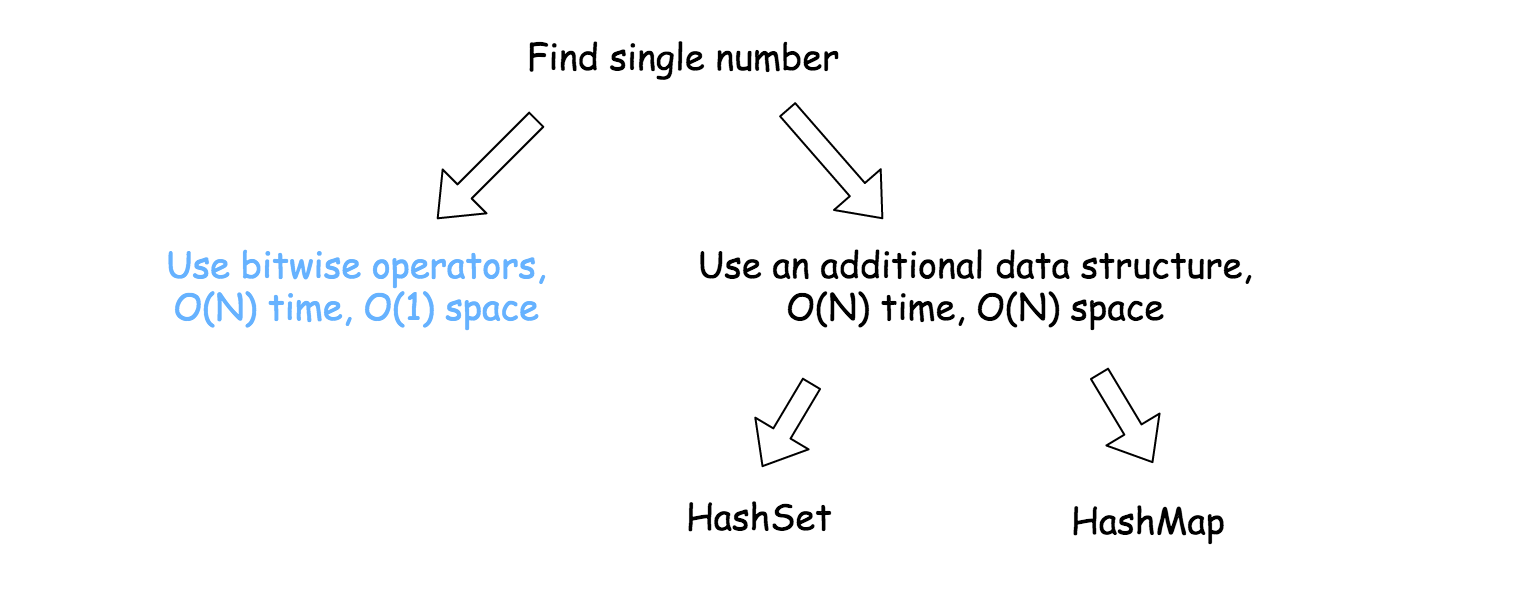 Find single number
Use bitwise operators,
O(N) time, O(1) space
Use an additional data structure,
O(N) time, O(N) space
HashSet
HashMap